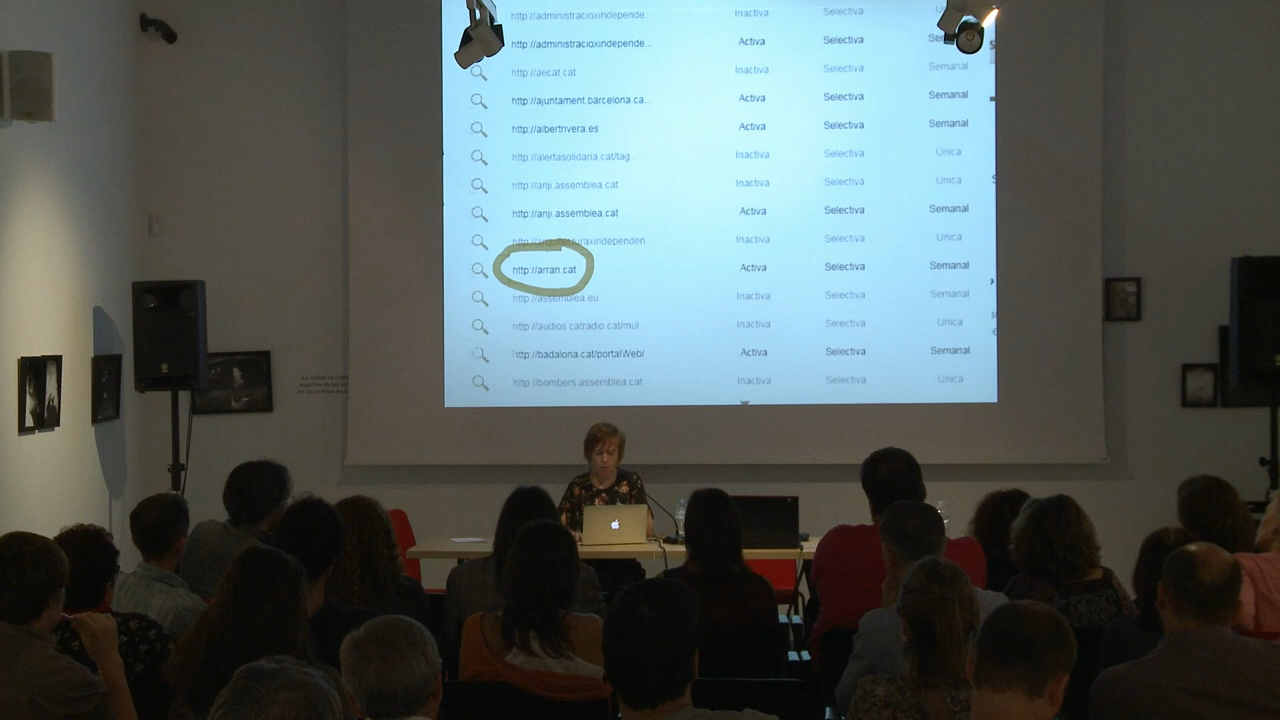 http://administracioxindepende Inactiva Selectiva
http://administracioxindepende... Activa Selectiva
http://aecat.cat Inactiva Selectiva Semanal
http://ajuntament.barcelona.ca... Activa Selectiva Semanal
http://albertrivera.es Activa Selectiva Semanal
http://alertasolidaria.cat/tag... Inactiva Selectiva Unica
http://anji.assemblea.cat Inactiva Selectiva Unica
http://anji.assemblea.cat Activa Selectiva Semanal
http://arquitecturaxindependen Inactiva Selectiva Unica
http://arran.cat Activa Selectiva Semanal
http://assemblea.eu Inactiva Selectiva Semanal
http://audios.catradio.cat/mul... Inactiva Selectiva Unica
http://badalona.cat/portalWeb/ Activa Selectiva Semanal
http://bombers.assemblea.cat Inactiva Selectiva Unica